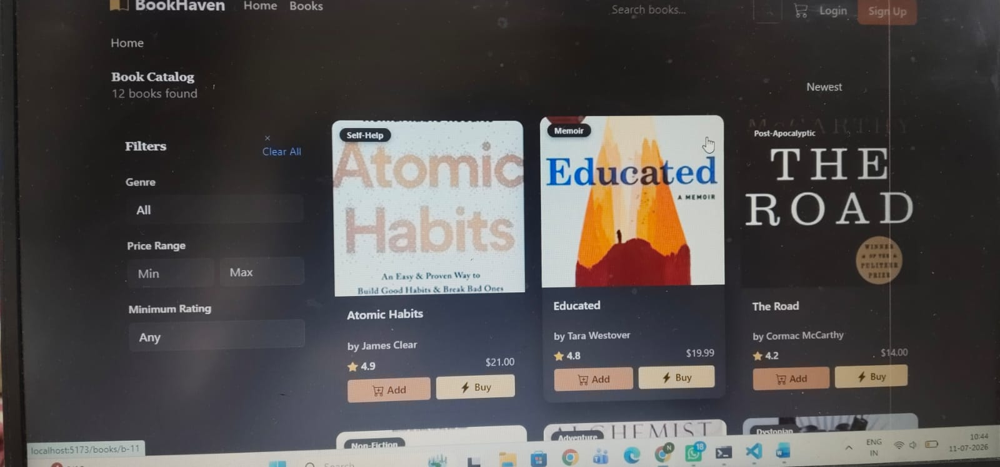 BookHaven Home Books Search books... Login Sign Up
Home
Book Catalog
12 books found
Newest
Filters
×
Clear All
Genre
All
Price Range
Min Max
Minimum Rating
Any
Self-Help
Atomic
Habits
An Easy & Proven Way to
Build Good Habits & Break Bad Ones
Atomic Habits
by James Clear
4.9 $21.00
Add Buy
Memoir
Educated
A MEMOIR
Educated
by Tara Westover
4.8 $19.99
Add Buy
McCARTHY
Post-Apocalyptic
THE
ROAD
WINNER
OF THE
PULITZER
PRIZE
The Road
by Cormac McCarthy
4.2 $14.00
Add Buy
Non-Fiction
Adventure
ALCHEMIST
Dystopian
localhost:5173/books/b-11
Search
N
18
ENG
IN
10:44
11-07-2026